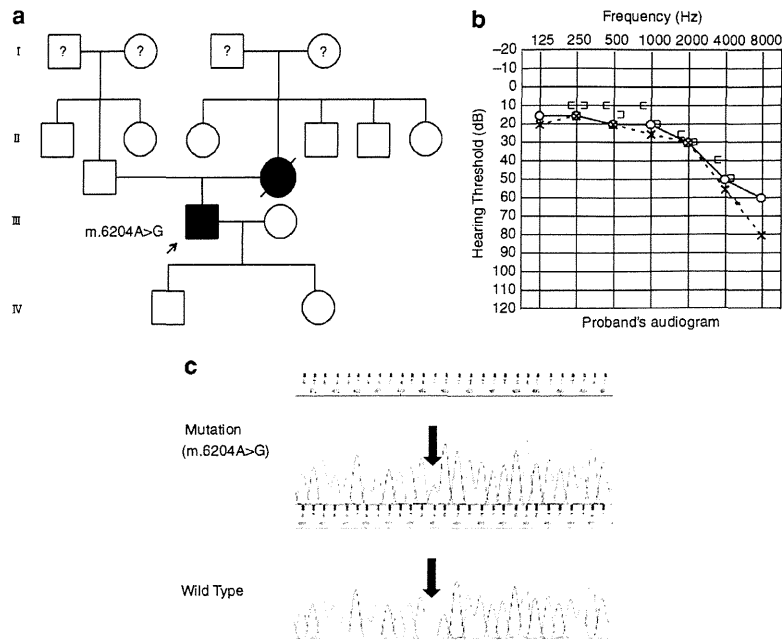 a
I
? ? ? ?
II
III
m.6204A>G
IV
b
Frequency (Hz)
125 250 500 1000 2000 4000 8000
Hearing Threshold (dB)
-20
-10
0
10
20
30
40
50
60
70
80
90
100
110
120
Proband's audiogram
c
Mutation
(m.6204A>G)
Wild Type